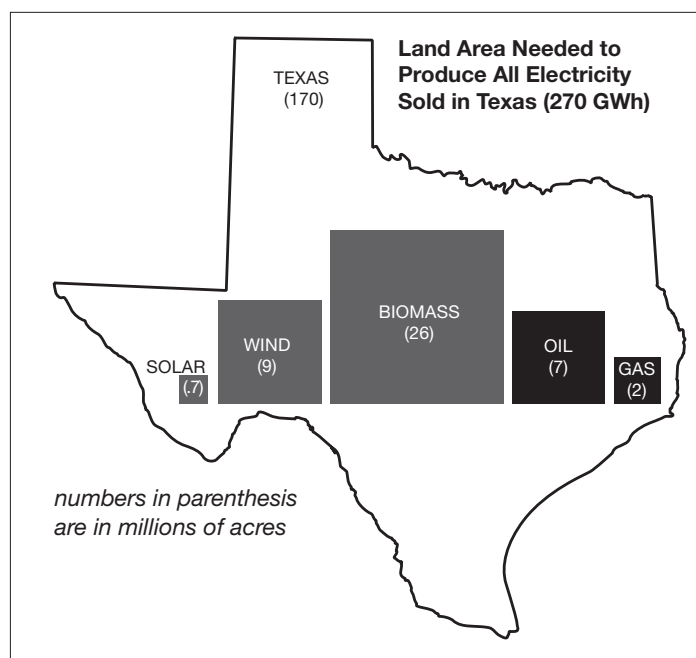 Land Area Needed to
Produce All Electricity
Sold in Texas (270 GWh)
TEXAS
(170)
SOLAR
(.7)
WIND
(9)
BIOMASS
(26)
OIL
(7)
GAS
(2)
numbers in parenthesis
are in millions of acres